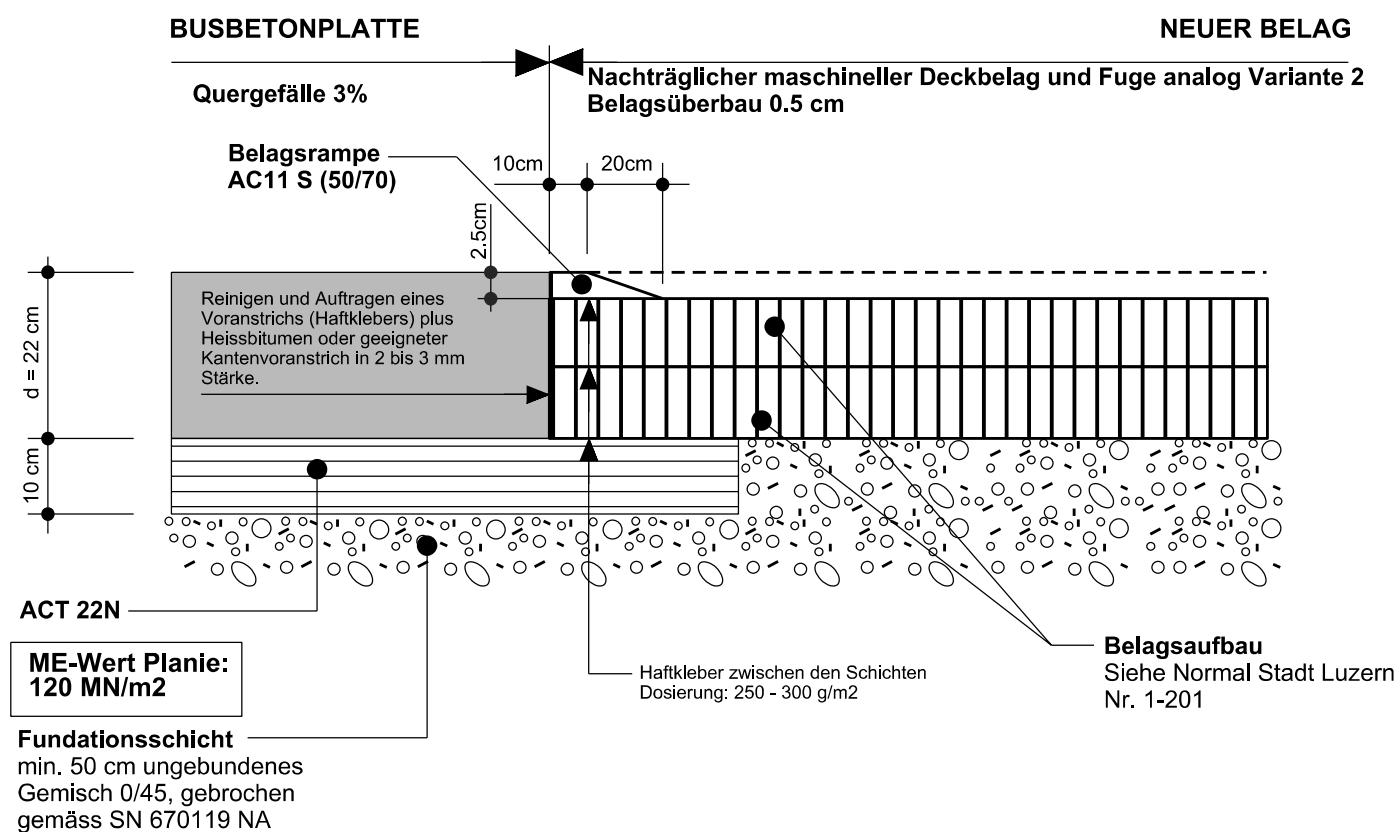 BUSBETONPLATTE
NEUER BELAG
Quergefälle 3%
Nachträglicher maschineller Deckbelag und Fuge analog Variante 2
Belagsüberbau 0.5 cm
Belagsrampe
AC11 S (50/70)
10cm
20cm
2.5cm
d = 22 cm
10 cm
Reinigen und Auftragen eines
Voranstrichs (Haftklebers) plus
Heissbitumen oder geeigneter
Kantenvoranstrich in 2 bis 3 mm
Stärke.
ACT 22N
ME-Wert Planie:
120 MN/m2
Fundationsschicht
min. 50 cm ungebundenes
Gemisch 0/45, gebrochen
gemäss SN 670119 NA
Haftkleber zwischen den Schichten
Dosierung: 250 - 300 g/m2
Belagsaufbau
Siehe Normal Stadt Luzern
Nr. 1-201